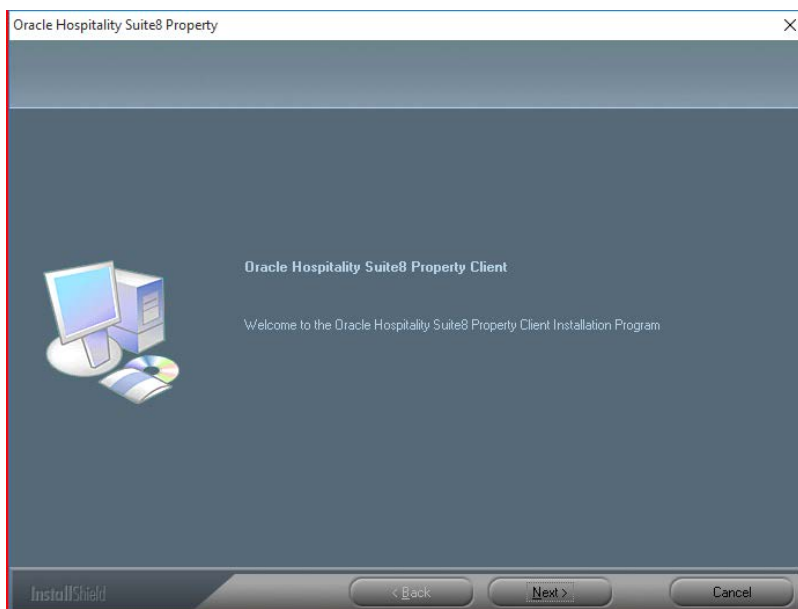 Oracle Hospitality Suite8 Property
Oracle Hospitality Suite8 Property Client
Welcome to the Oracle Hospitality Suite8 Property Client Installation Program
InstallShield
< Back
Next >
Cancel